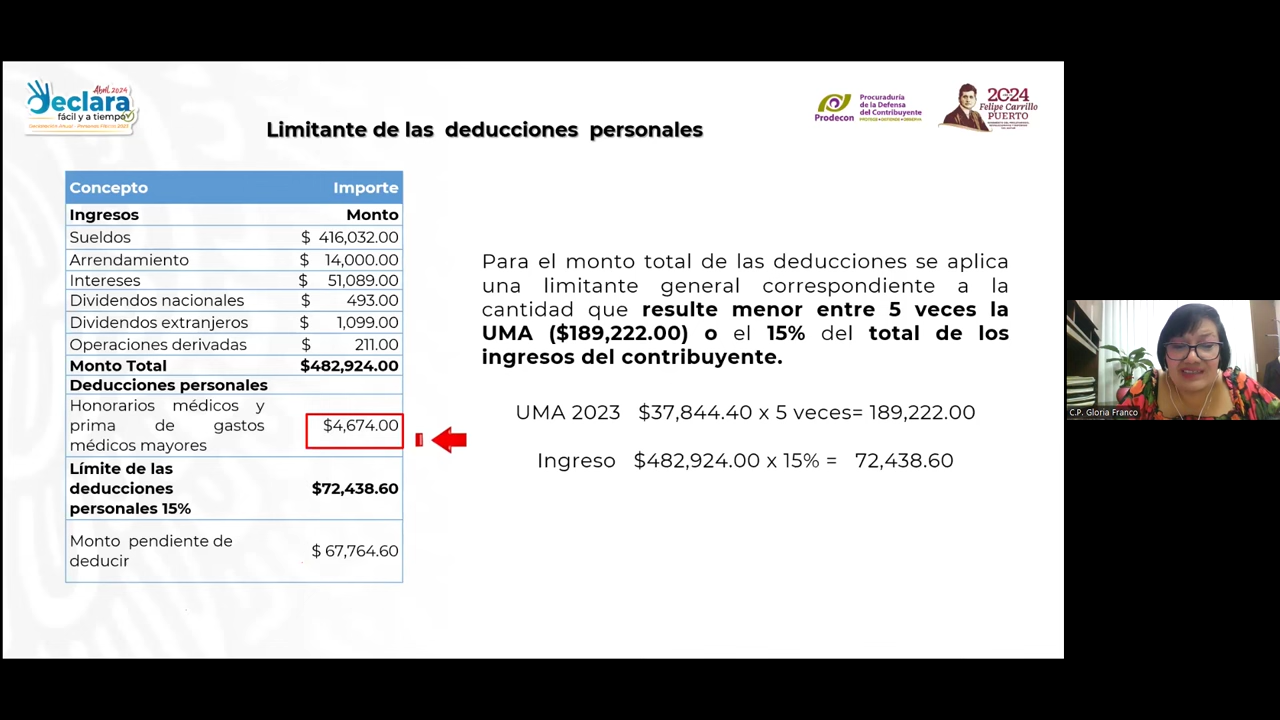 Abril 2024
Declara
fácil y a tiempo
Procuraduría
de la Defensa
del Contribuyente
Prodecon
2024
Felipe Carrillo
PUERTO
Limitante de las deducciones personales
Concepto Importe
Ingresos Monto
Sueldos $ 416,032.00
Arrendamiento $ 14,000.00
Intereses $ 51,089.00
Dividendos nacionales $ 493.00
Dividendos extranjeros $ 1,099.00
Operaciones derivadas $ 211.00
Monto Total $482,924.00
Deducciones personales
Honorarios médicos y
prima de gastos $4,674.00
médicos mayores
Límite de las
deducciones $72,438.60
personales 15%
Monto pendiente de
deducir $ 67,764.60
Para el monto total de las deducciones se aplica
una limitante general correspondiente a la
cantidad que resulte menor entre 5 veces la
UMA ($189,222.00) o el 15% del total de los
ingresos del contribuyente.
UMA 2023 $37,844.40 x 5 veces= 189,222.00
Ingreso $482,924.00 x 15% = 72,438.60
C.P. Gloria Franco